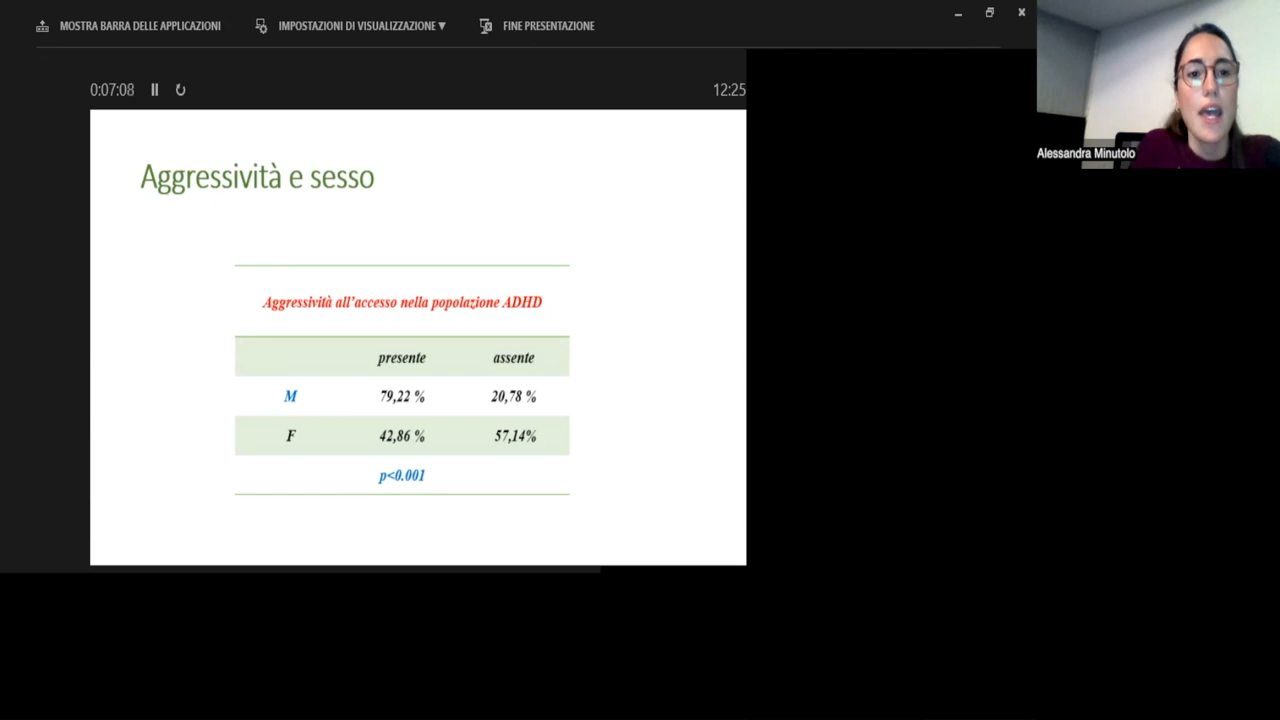 MOSTRA BARRA DELLE APPLICAZIONI IMPOSTAZIONI DI VISUALIZZAZIONE ▼ FINE PRESENTAZIONE
0:07:08 12:25
Alessandra Minutolo
Aggressività e sesso
Aggressività all'accesso nella popolazione ADHD
presente assente
M 79,22 % 20,78 %
F 42,86 % 57,14%
p<0.001